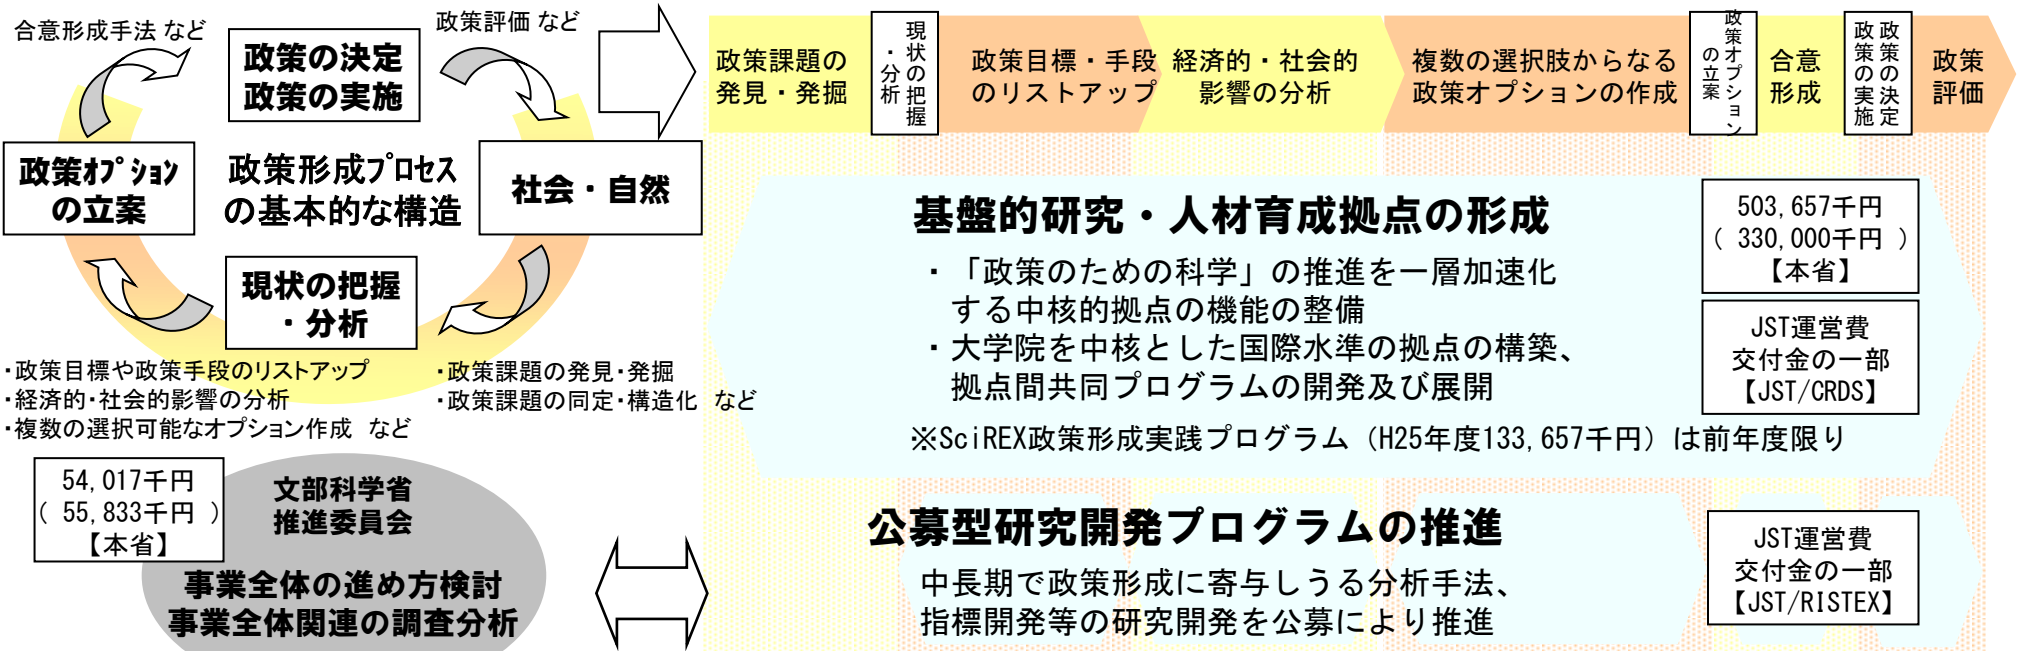 合意形成手法 など
政策評価 など
政策の決定
政策の実施
政策ｵﾌﾟｼｮﾝ
の立案
政策形成ﾌﾟﾛｾｽ
の基本的な構造
社会・自然
現状の把握
・分析
・政策目標や政策手段のリストアップ
・経済的・社会的影響の分析
・複数の選択可能なオプション作成 など
・政策課題の発見・発掘
・政策課題の同定・構造化 など
54,017千円
( 55,833千円 )
【本省】
文部科学省
推進委員会
事業全体の進め方検討
事業全体関連の調査分析
政策課題の
発見・発掘
現状の把握
・分析
政策目標・手段
のリストアップ
経済的・社会的
影響の分析
複数の選択肢からなる
政策オプションの作成
政策オプション
の立案
合意
形成
政策の決定
政策の実施
政策
評価
基盤的研究・人材育成拠点の形成
・「政策のための科学」の推進を一層加速化
する中核的拠点の機能の整備
・大学院を中核とした国際水準の拠点の構築、
拠点間共同プログラムの開発及び展開
※SciREX政策形成実践プログラム（H25年度133,657千円）は前年度限り
503,657千円
( 330,000千円 )
【本省】
JST運営費
交付金の一部
【JST/CRDS】
公募型研究開発プログラムの推進
中長期で政策形成に寄与しうる分析手法、
指標開発等の研究開発を公募により推進
JST運営費
交付金の一部
【JST/RISTEX】